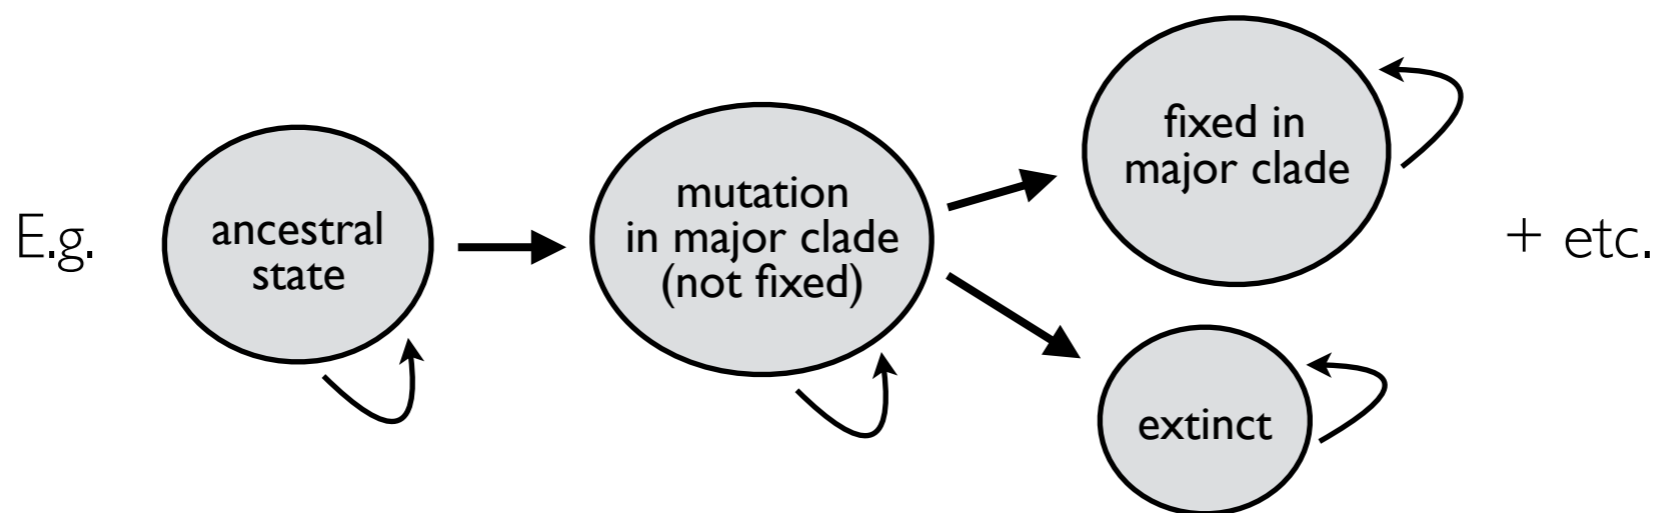 E.g.
ancestral
state
mutation
in major clade
(not fixed)
fixed in
major clade
extinct
+ etc.